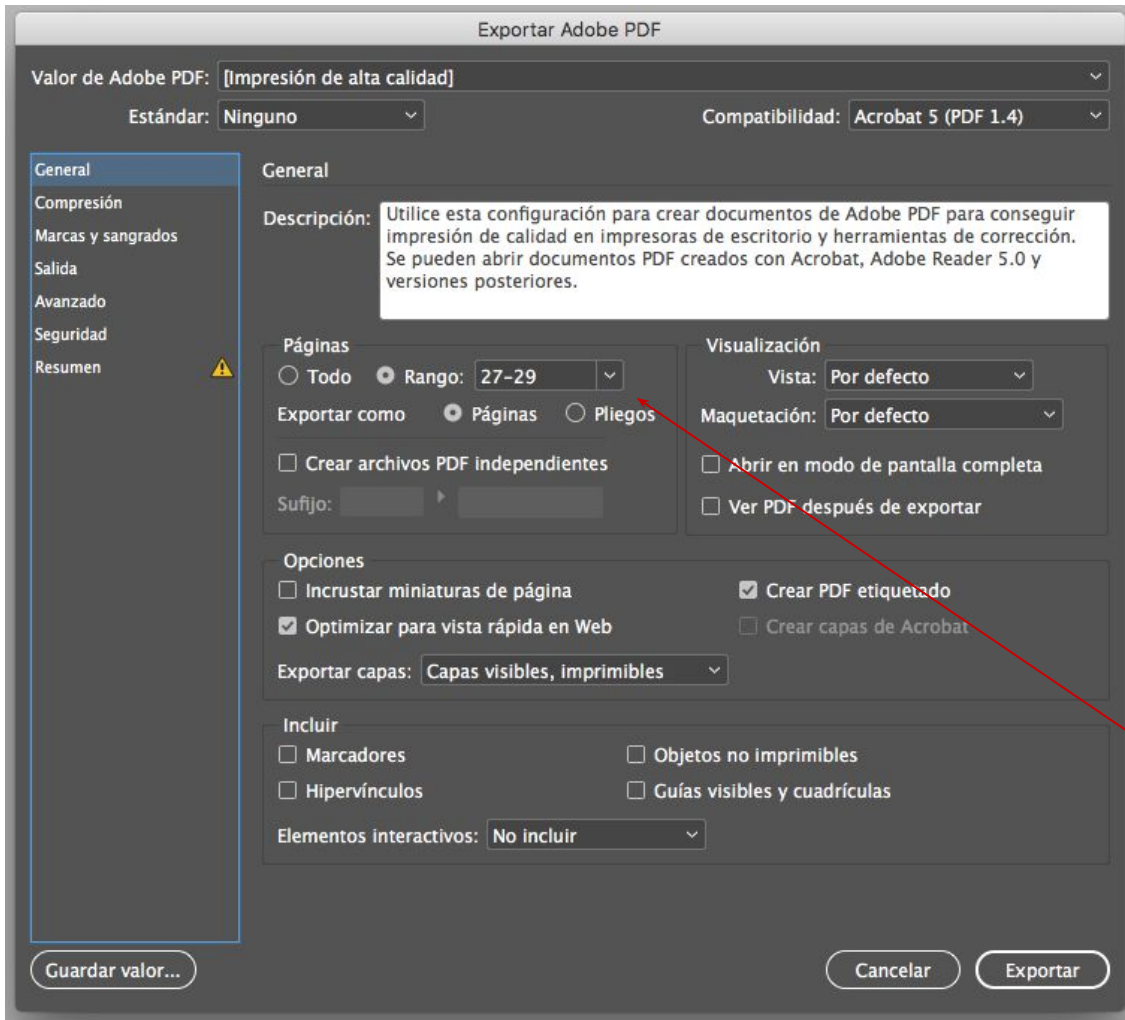 Exportar Adobe PDF
Valor de Adobe PDF: [Impresión de alta calidad]
Estándar: Ninguno Compatibilidad: Acrobat 5 (PDF 1.4)
General
Compresión
Marcas y sangrados
Salida
Avanzado
Seguridad
Resumen
General
Descripción: Utilice esta configuración para crear documentos de Adobe PDF para conseguir
impresión de calidad en impresoras de escritorio y herramientas de corrección.
Se pueden abrir documentos PDF creados con Acrobat, Adobe Reader 5.0 y
versiones posteriores.
Páginas
Todo Rango: 27-29
Exportar como Páginas Pliegos
Crear archivos PDF independientes
Sufijo:
Visualización
Vista: Por defecto
Maquetación: Por defecto
Abrir en modo de pantalla completa
Ver PDF después de exportar
Opciones
Incrustar miniaturas de página Crear PDF etiquetado
Optimizar para vista rápida en Web Crear capas de Acrobat
Exportar capas: Capas visibles, imprimibles
Incluir
Marcadores Objetos no imprimibles
Hipervínculos Guías visibles y cuadrículas
Elementos interactivos: No incluir
Guardar valor... Cancelar Exportar